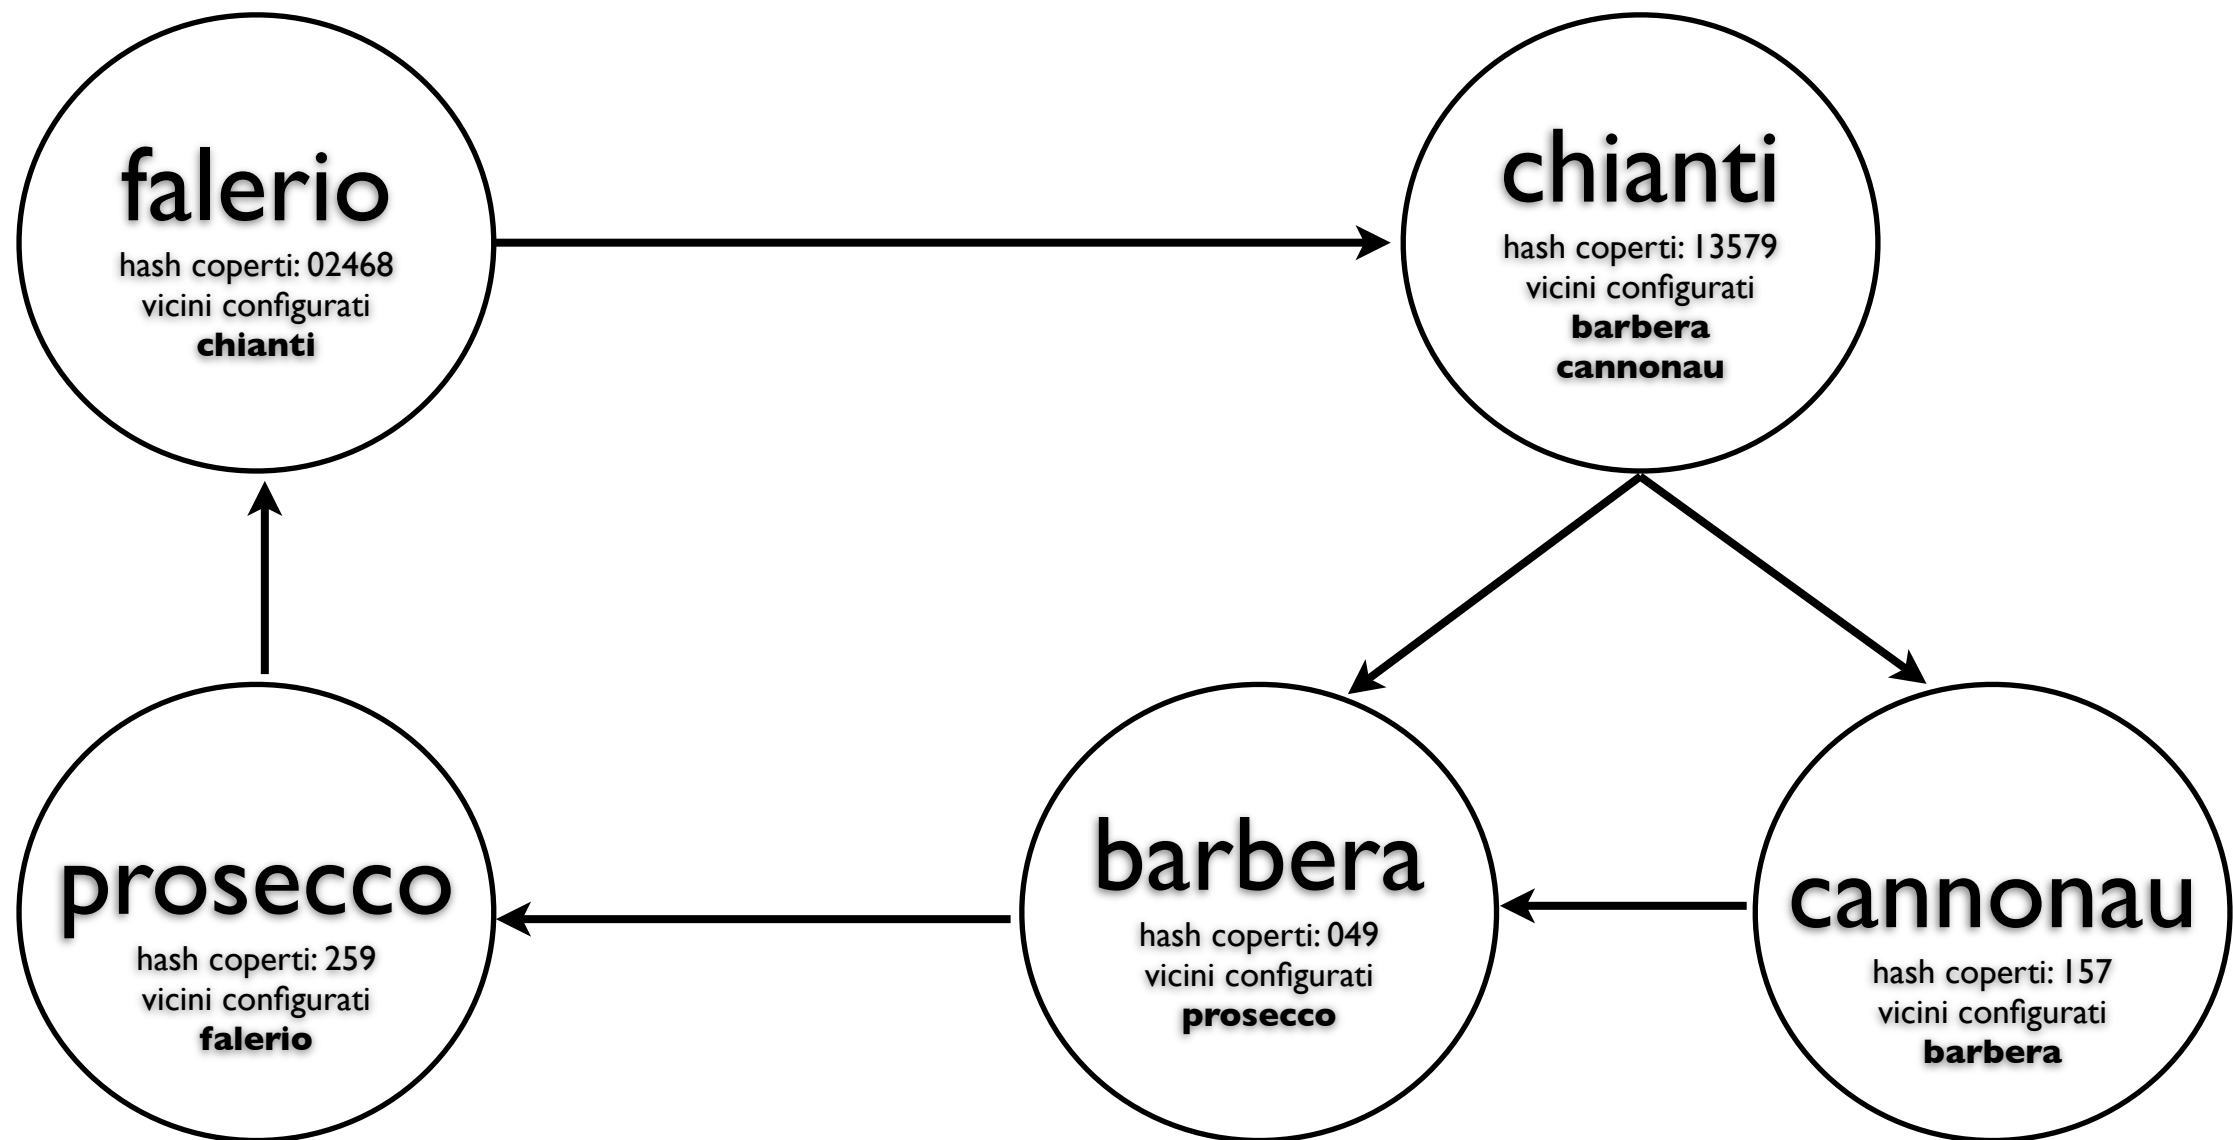 falerio
hash coperti: 02468
vicini configurati
chianti
chianti
hash coperti: 13579
vicini configurati
barbera
cannonau
prosecco
hash coperti: 259
vicini configurati
falerio
barbera
hash coperti: 049
vicini configurati
prosecco
cannonau
hash coperti: 157
vicini configurati
barbera